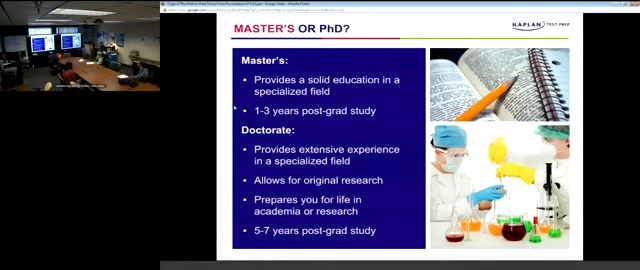 MASTER'S OR PhD?
KAPLAN TEST PREP
Master's:
• Provides a solid education in a
specialized field
• 1-3 years post-grad study
Doctorate:
• Provides extensive experience
in a specialized field
• Allows for original research
• Prepares you for life in
academia or research
• 5-7 years post-grad study